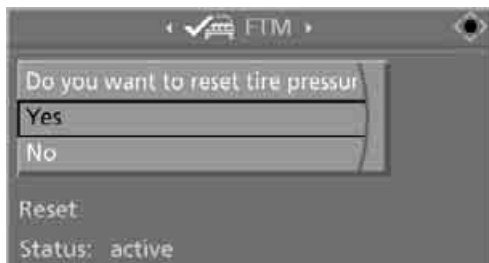 FTM
Do you want to reset tire pressur
Yes
No
Reset
Status: active